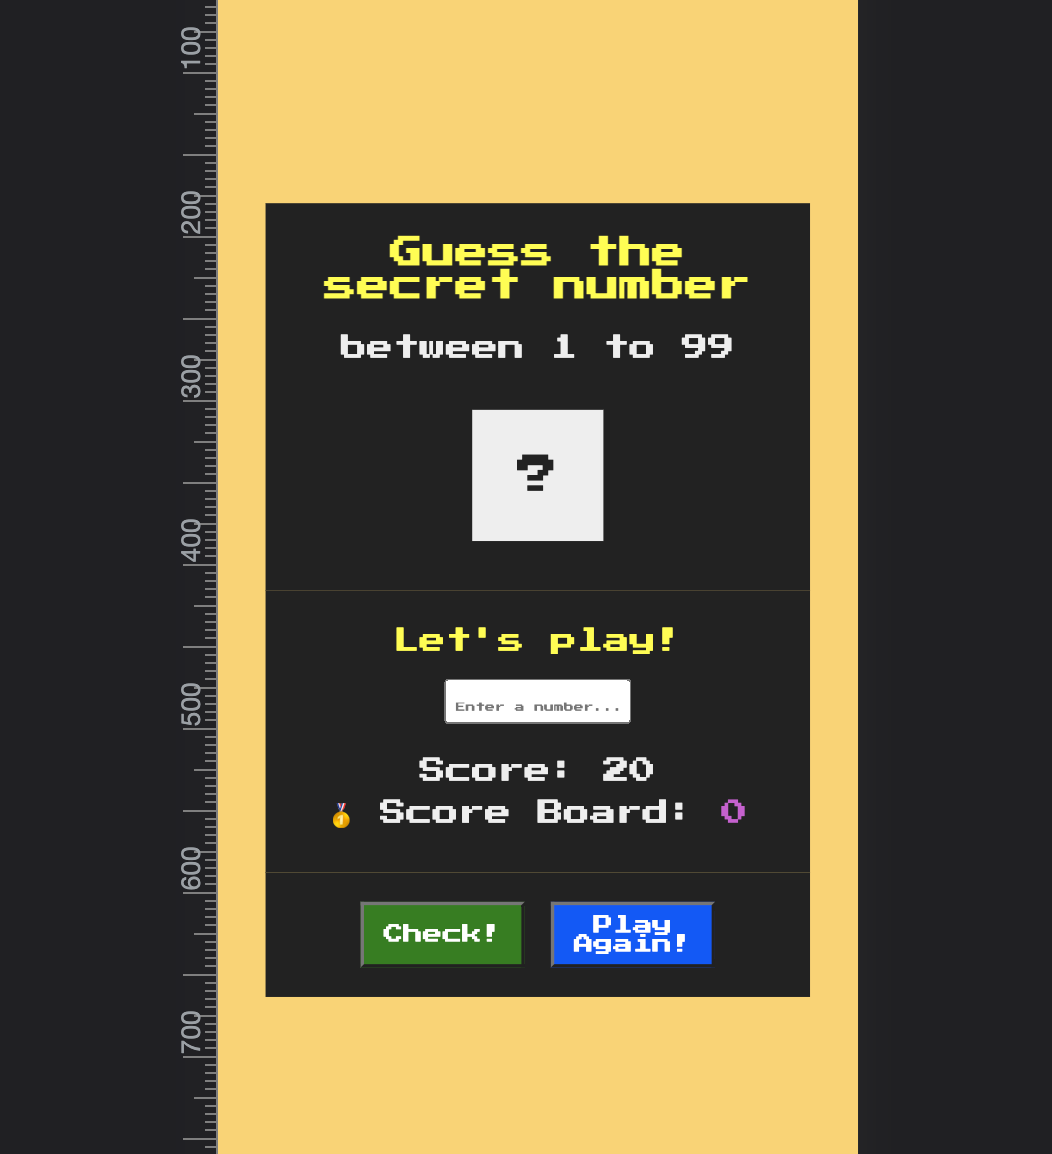 100
200
300
400
500
600
700
Guess the
secret number
between 1 to 99
?
Let's play!
Enter a number...
Score: 20
🥇 Score Board: 0
Check!
Play
Again!